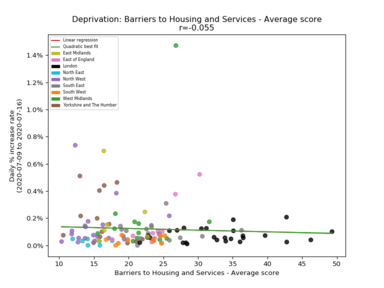 Deprivation: Barriers to Housing and Services - Average score
r=-0.055
Linear regression
Quadratic best fit
East Midlands
East of England
London
North East
North West
South East
South West
West Midlands
Yorkshire and The Humber
Daily % increase rate
(2020-07-09 to 2020-07-16)
1.4%
1.2%
1.0%
0.8%
0.6%
0.4%
0.2%
0.0%
10 15 20 25 30 35 40 45 50
Barriers to Housing and Services - Average score